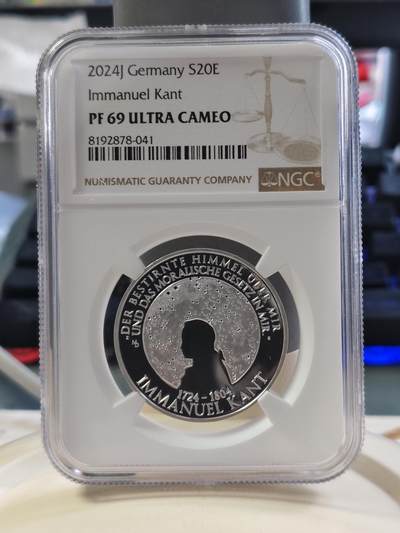 2024J Germany S20E
Immanuel Kant
PF 69 ULTRA CAMEO
8192878-041
NUMISMATIC GUARANTY COMPANY
NGC
"DER BESTIRNTE HIMMEL ÜBER MIR
UND DAS MORALISCHE GESETZ IN MIR."
1724 - 1804
IMMANUEL KANT